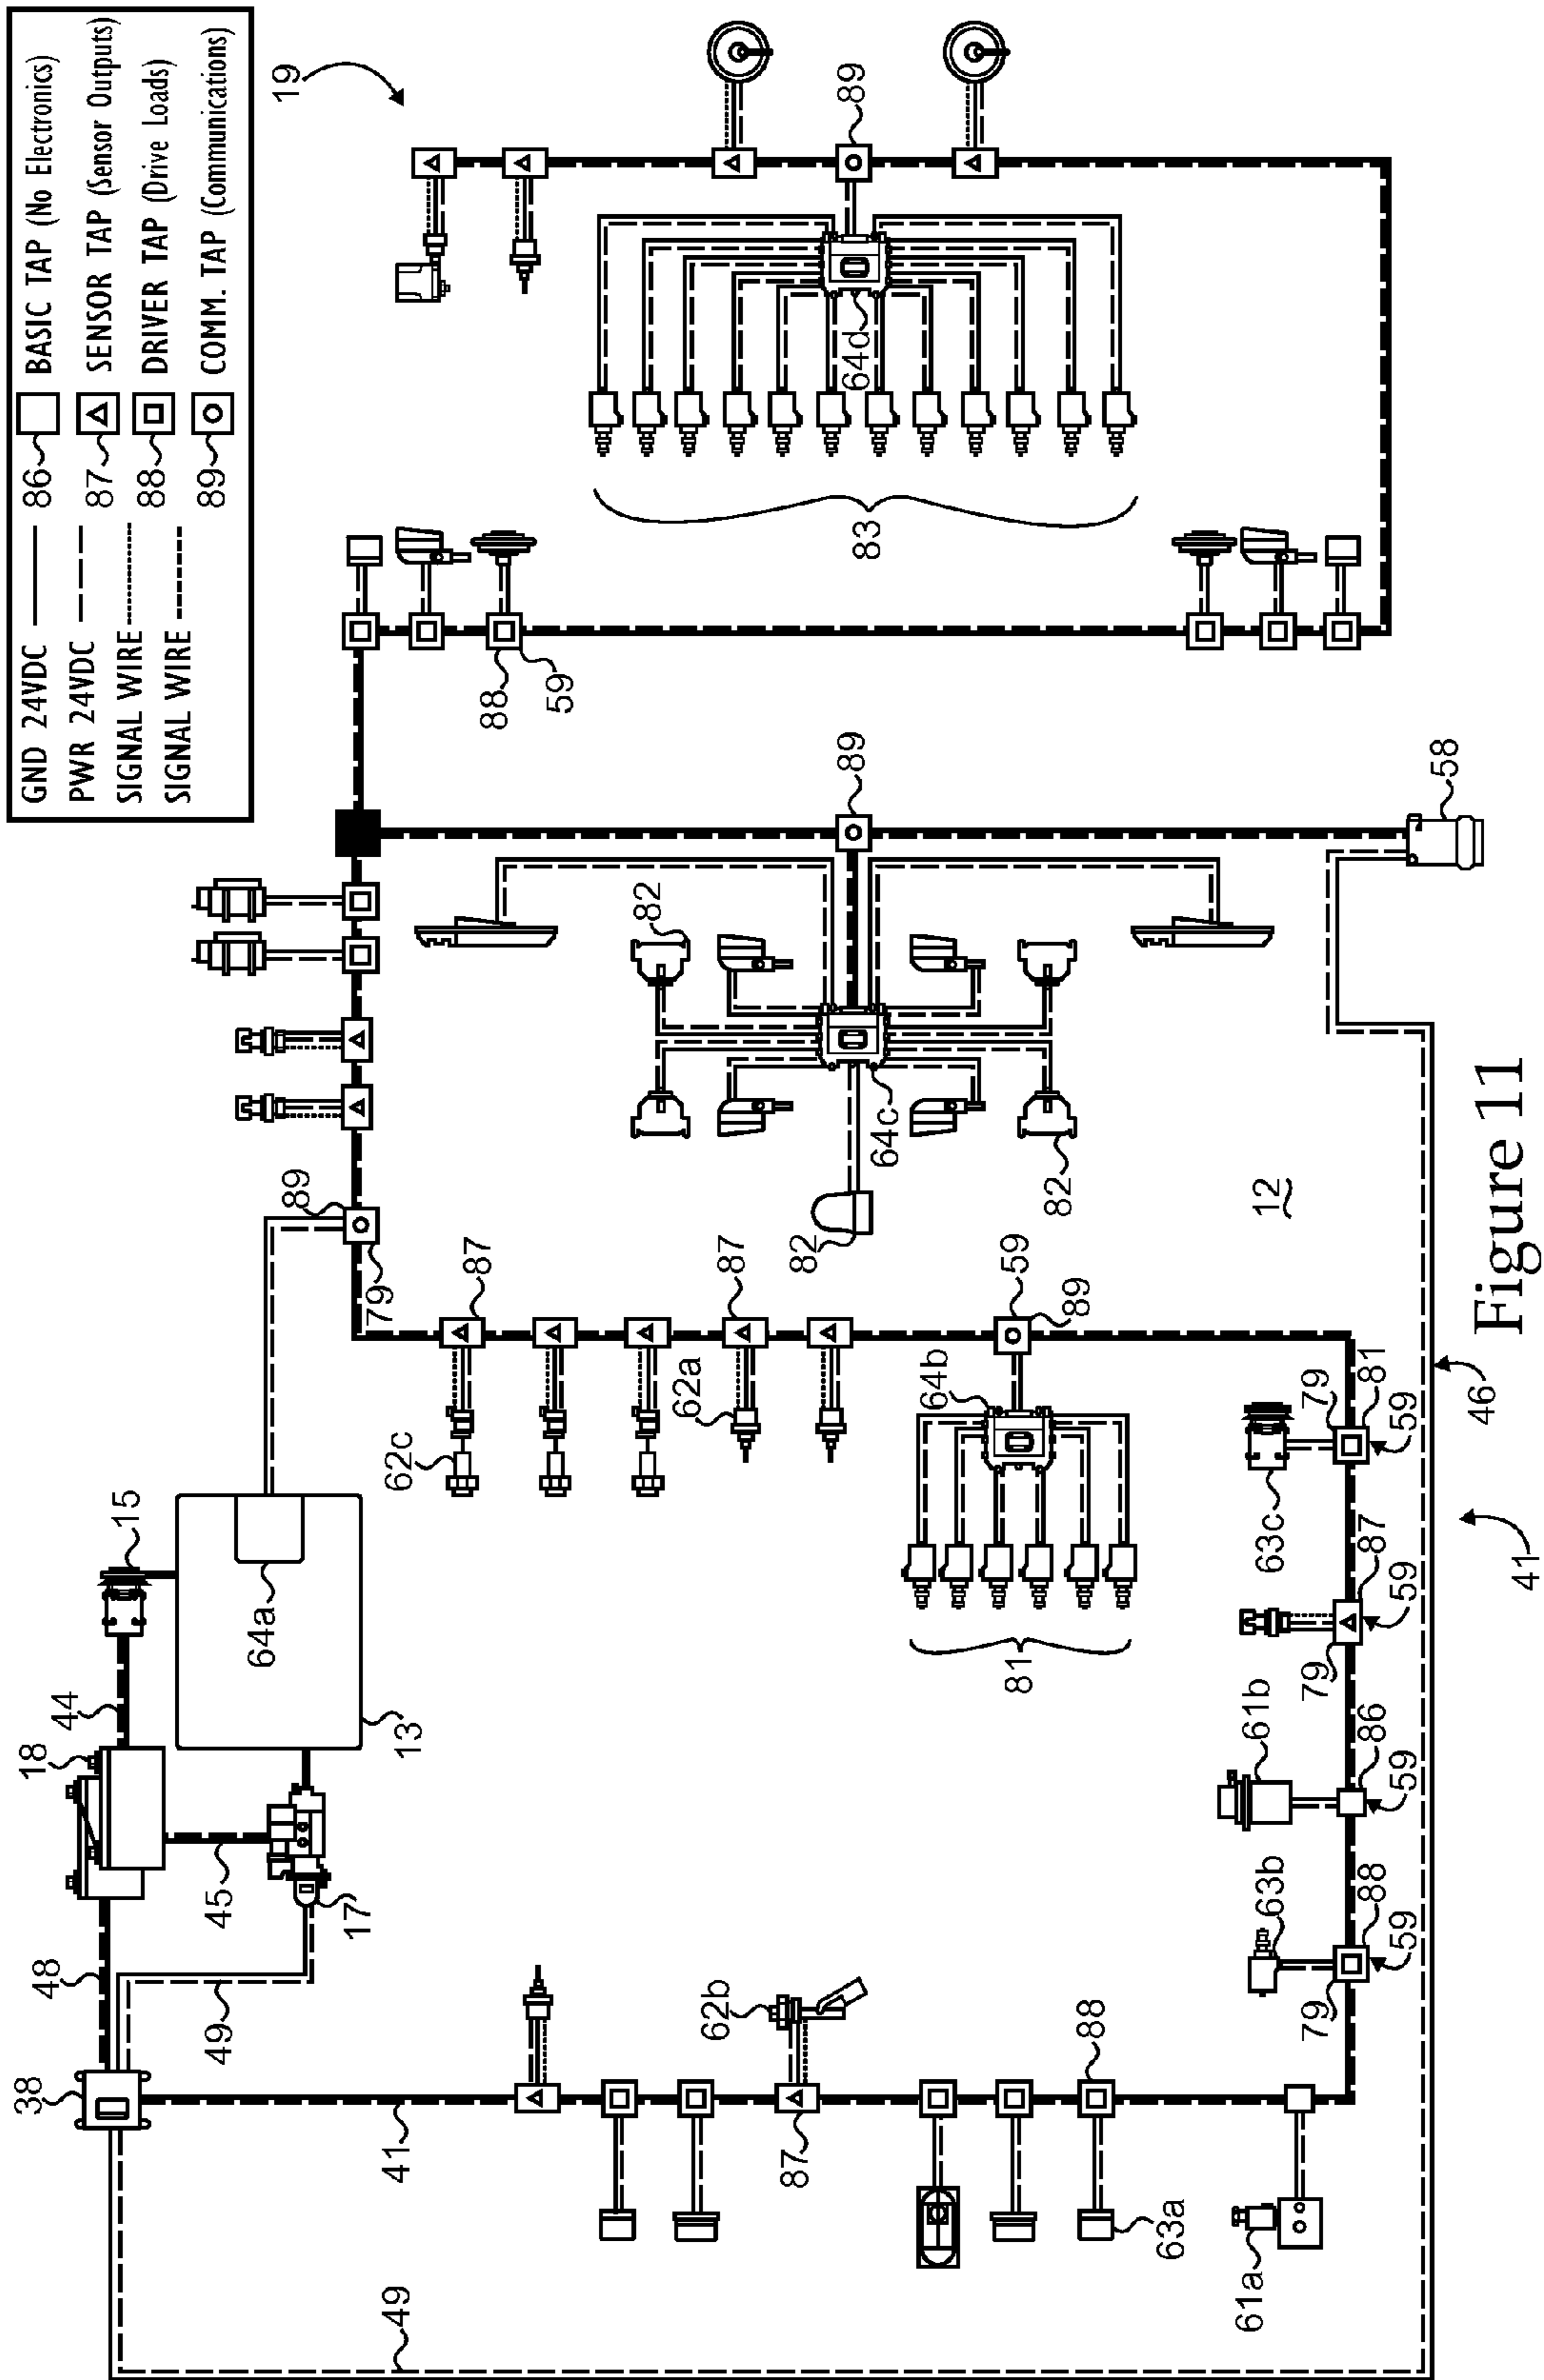 GND 24VDC
PWR 24VDC
SIGNAL WIRE
SIGNAL WIRE
86 BASIC TAP (No Electronics)
87 SENSOR TAP (Sensor Outputs)
88 DRIVER TAP (Drive Loads)
89 COMM. TAP (Communications)
19
89
64d
83
88
59
89
58
82
64c
82
82
12
89
79
87
87
62c
62a
59
89
64b
81
79
81
59
63c
87
59
79
61b
86
59
63b
88
59
79
15
64a
44
18
13
45
17
48
49
38
41
62b
87
88
63a
61a
49
46
41
Figure 11